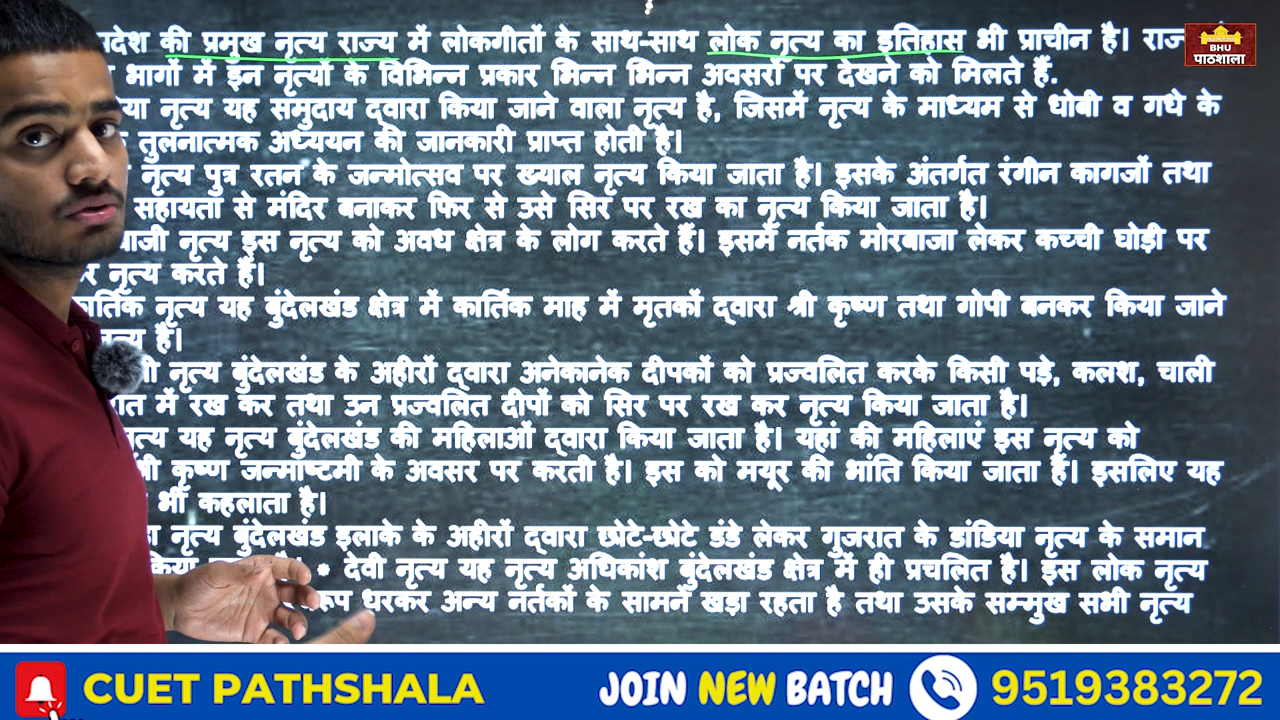 की प्रमुख नृत्य राज्य में लोकगीतों के साथ-साथ लोक नृत्य का इतिहास भी प्राचीन है।
भागों में इन नृत्यों के विभिन्न प्रकार भिन्न भिन्न अवसरों पर देखने को मिलते हैं.
नृत्य यह समुदाय द्वारा किया जाने वाला नृत्य है, जिसमें नृत्य के माध्यम से धोबी व गधे के
तुलनात्मक अध्ययन की जानकारी प्राप्त होती है।
नृत्य पुत्र रतन के जन्मोत्सव पर ख्याल नृत्य किया जाता है। इसके अंतर्गत रंगीन कागजों तथा
सहायता से मंदिर बनाकर फिर से उसे सिर पर रख का नृत्य किया जाता है।
नृत्य इस नृत्य को अवध क्षेत्र के लोग करते हैं। इसमें नर्तक मोरबाजा लेकर कच्ची घोड़ी पर
नृत्य करते हैं।
नृत्य यह बुंदेलखंड क्षेत्र में कार्तिक माह में मृतकों द्वारा श्री कृष्ण तथा गोपी बनकर किया जाने
है।
नृत्य बुंदेलखंड के अहीरों द्वारा अनेकानेक दीपकों को प्रज्वलित करके किसी पड़े, कलश, चाली
में रख कर तथा उन प्रज्वलित दीपों को सिर पर रख कर नृत्य किया जाता है।
यह नृत्य बुंदेलखंड की महिलाओं द्वारा किया जाता है। यहां की महिलाएं इस नृत्य को
कृष्ण जन्माष्टमी के अवसर पर करती है। इस को मयूर की भांति किया जाता है। इसलिए यह
भी कहलाता है।
नृत्य बुंदेलखंड इलाके के अहीरों द्वारा छोटे-छोटे डंडे लेकर गुजरात के डांडिया नृत्य के समान
किया • देवी नृत्य यह नृत्य अधिकांश बुंदेलखंड क्षेत्र में ही प्रचलित है। इस लोक नृत्य
धरकर अन्य नर्तकों के सामने खड़ा रहता है तथा उसके सम्मुख सभी नृत्य
BHU
पाठशाला
CUET PATHSHALA JOIN NEW BATCH 9519383272